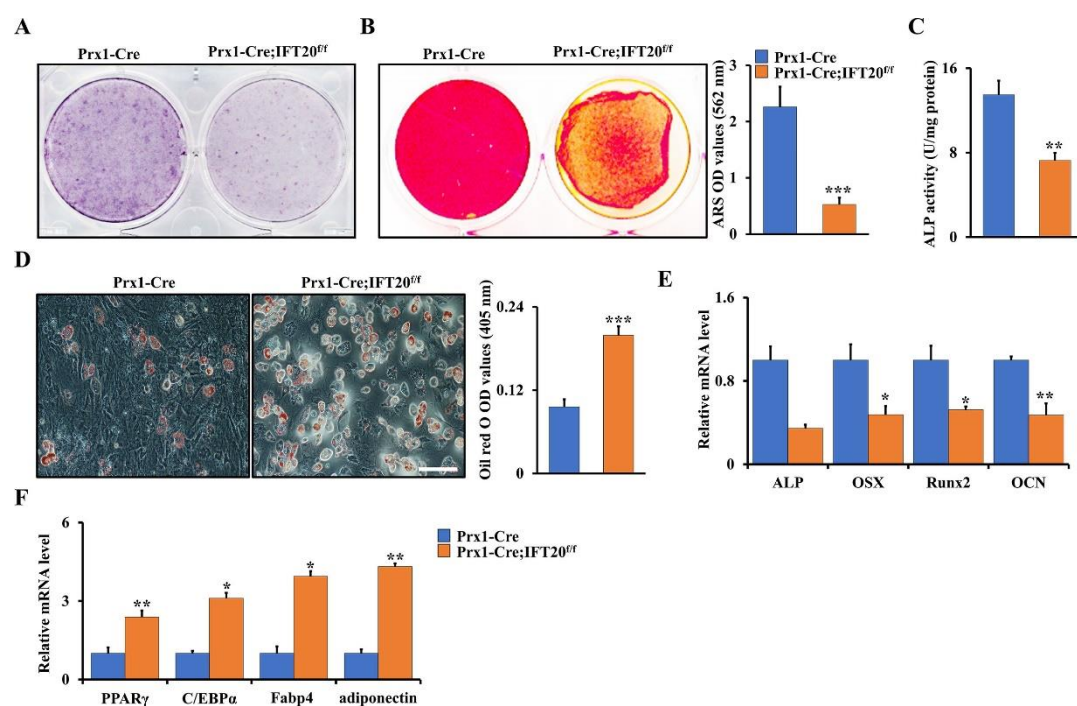 A
Prx1-Cre
Prx1-Cre;IFT20f/f
B
Prx1-Cre
Prx1-Cre;IFT20f/f
ARS OD values (562 nm)
3
2
1
0
***
Prx1-Cre
Prx1-Cre;IFT20f/f
C
ALP activity (U/mg protein)
16
8
0
**
D
Prx1-Cre
Prx1-Cre;IFT20f/f
Oil red O OD values (405 nm)
0.24
0.12
0
***
E
Relative mRNA level
1.6
0.8
0
*
*
**
ALP
OSX
Runx2
OCN
F
Relative mRNA level
6
3
0
**
*
*
**
PPARγ
C/EBPα
Fabp4
adiponectin
Prx1-Cre
Prx1-Cre;IFT20f/f